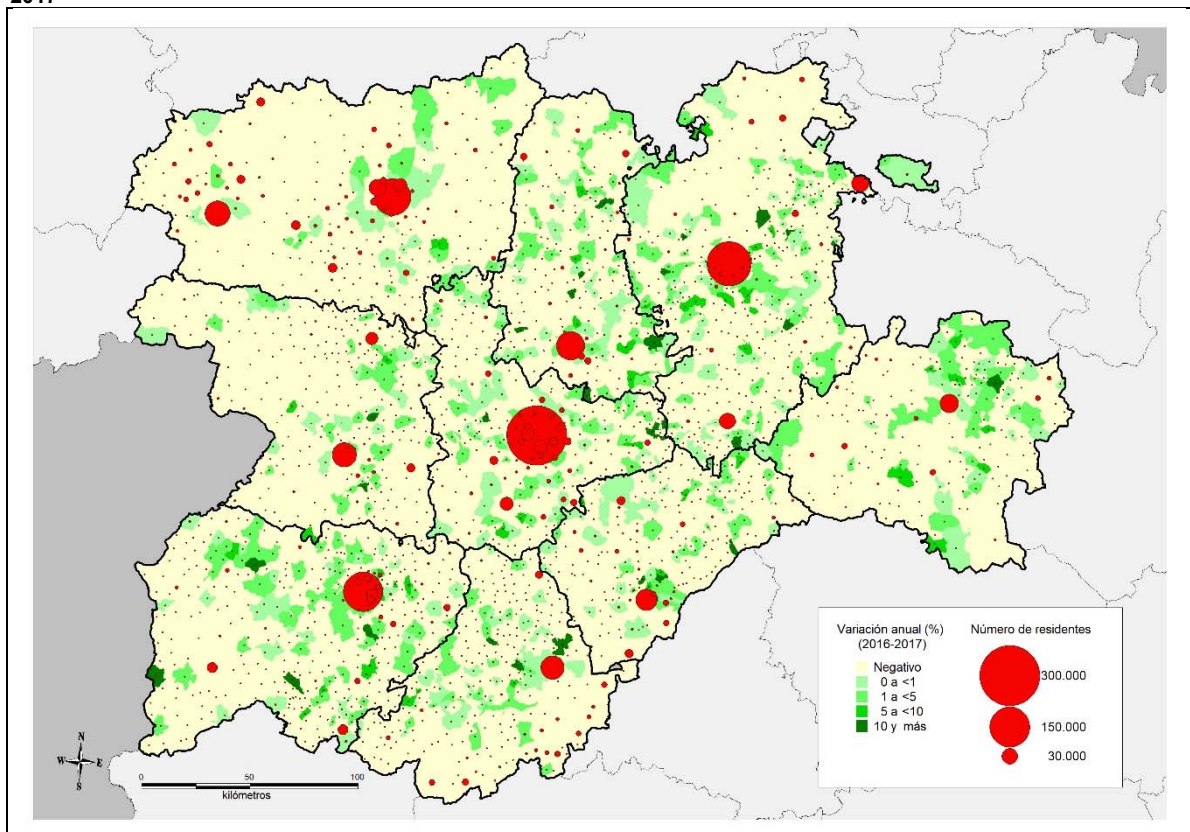 2017
Variación anual (%)
(2016-2017)
Negativo
0 a <1
1 a <5
5 a <10
10 y más
Número de residentes
300.000
150.000
30.000
N
W E
S
0 50 100
kilómetros